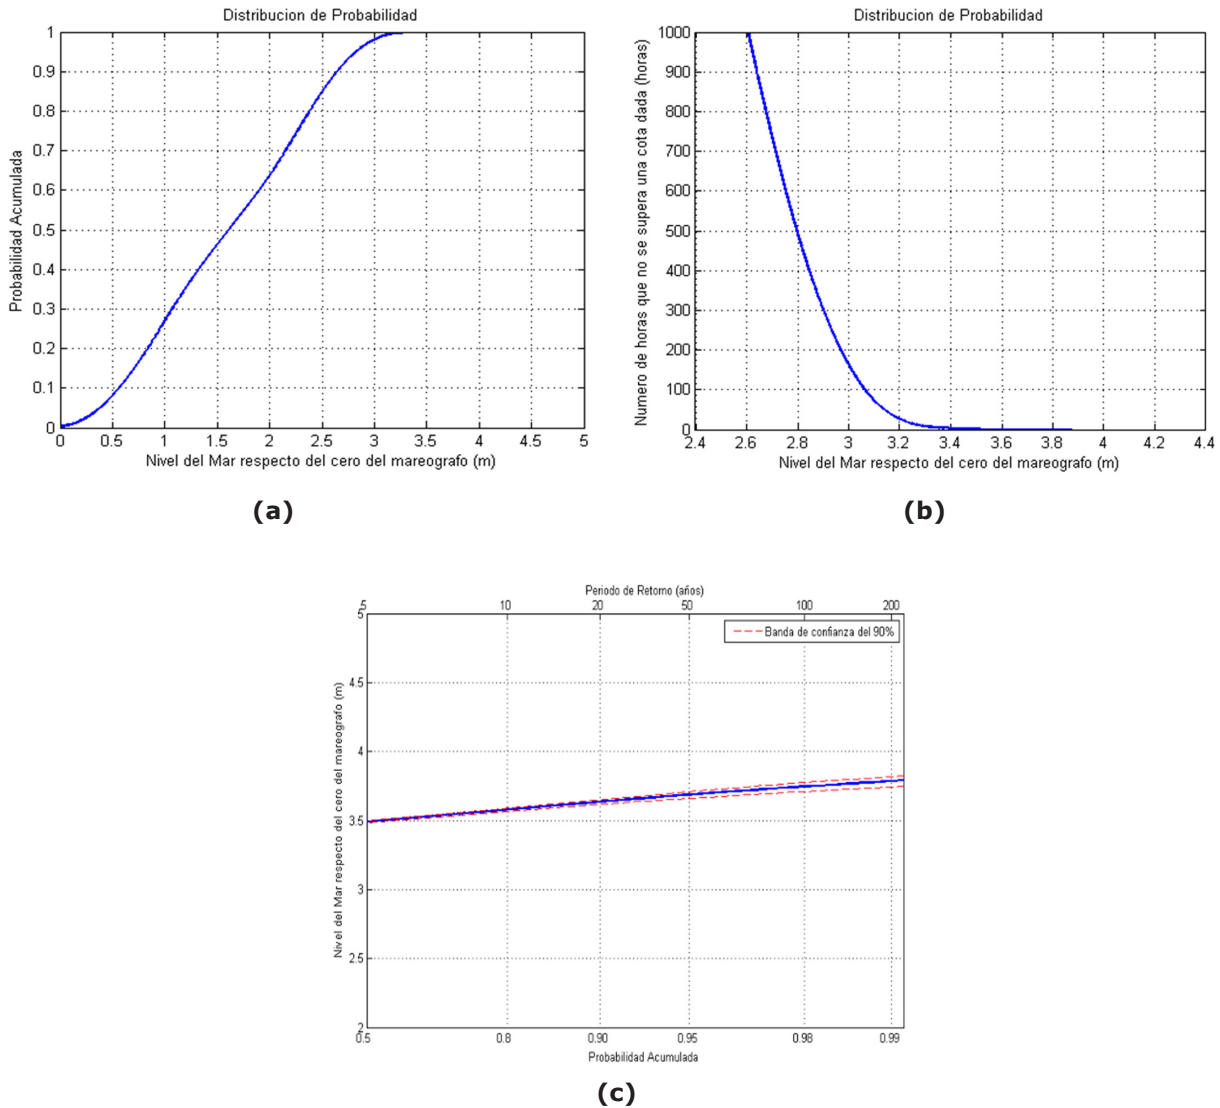 Distribucion de Probabilidad
1
0.9
0.8
0.7
0.6
0.5
0.4
0.3
0.2
0.1
0
Probabilidad Acumulada
0 0.5 1 1.5 2 2.5 3 3.5 4 4.5 5
Nivel del Mar respecto del cero del mareografo (m)
(a)
Distribucion de Probabilidad
1000
900
800
700
600
500
400
300
200
100
0
Numero de horas que no se supera una cota dada (horas)
2.4 2.6 2.8 3 3.2 3.4 3.6 3.8 4 4.2 4.4
Nivel del Mar respecto del cero del mareografo (m)
(b)
Periodo de Retorno (años)
5 10 20 50 100 200
Banda de confianza del 90%
5
4.5
4
3.5
3
2.5
2
Nivel del Mar respecto del cero del mareografo (m)
0.5 0.8 0.90 0.95 0.98 0.99
Probabilidad Acumulada
(c)